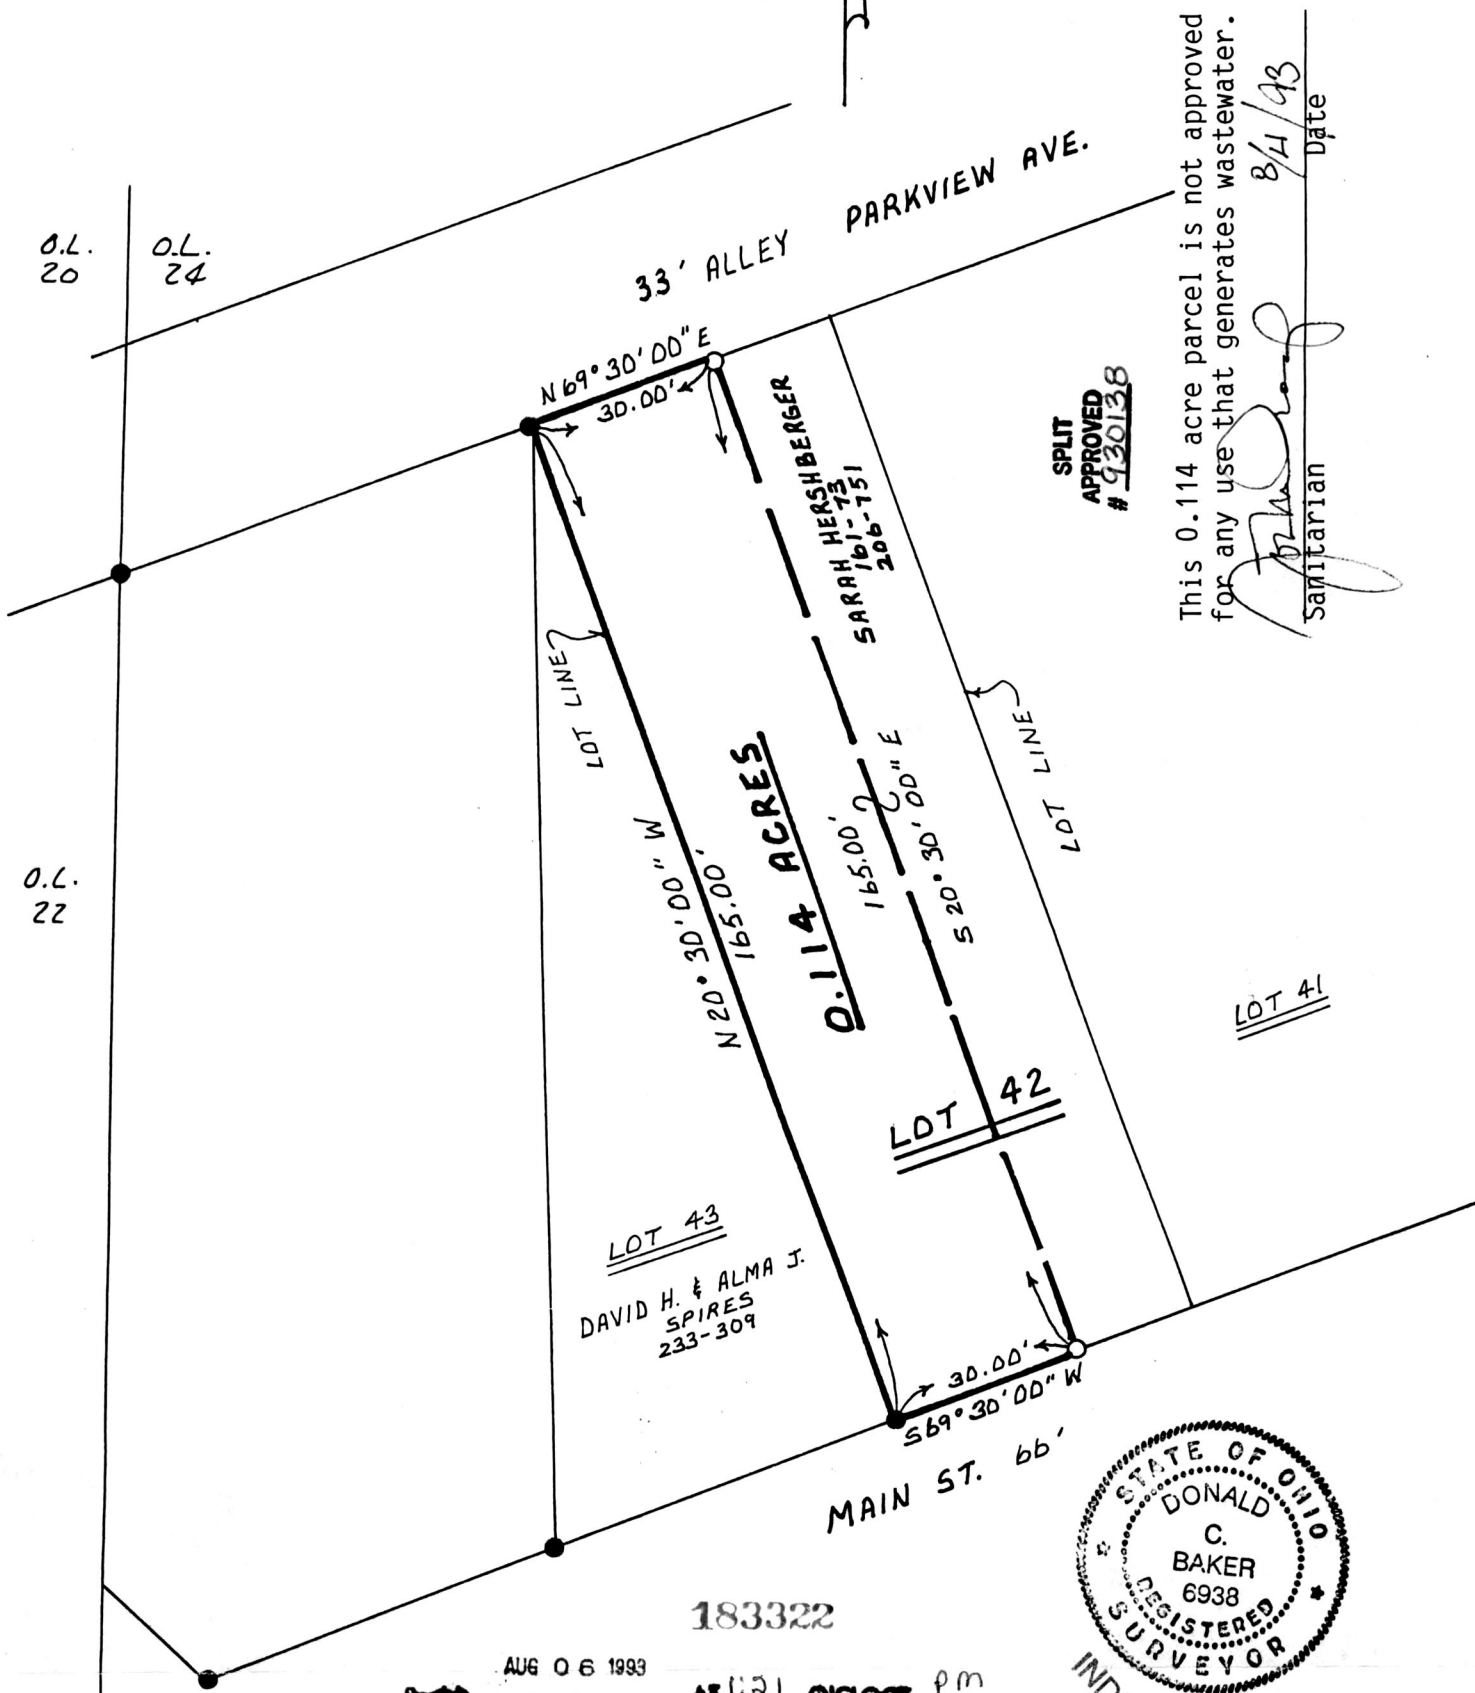 PARKVIEW AVE.
33' ALLEY
O.L.
20
O.L.
24
N 69° 30' 00" E
30.00'
SARAH HERSHBERGER
161-73
206-751
SPLIT
APPROVED
# 930138
This 0.114 acre parcel is not approved
for any use that generates wastewater.
8/4/93
Sanitarian Date
LOT LINE
LOT LINE
O.L.
22
N 20° 30' 00" W
165.00'
0.114 ACRES
165.00'
S 20° 30' 00" E
LOT 41
LOT 42
LOT 43
DAVID H. & ALMA J.
SPIRES
233-309
30.00'
S 69° 30' 00" W
MAIN ST. 66'
STATE OF OHIO
DONALD
C.
BAKER
6938
REGISTERED
SURVEYOR
183322
AUG 06 1993
PM